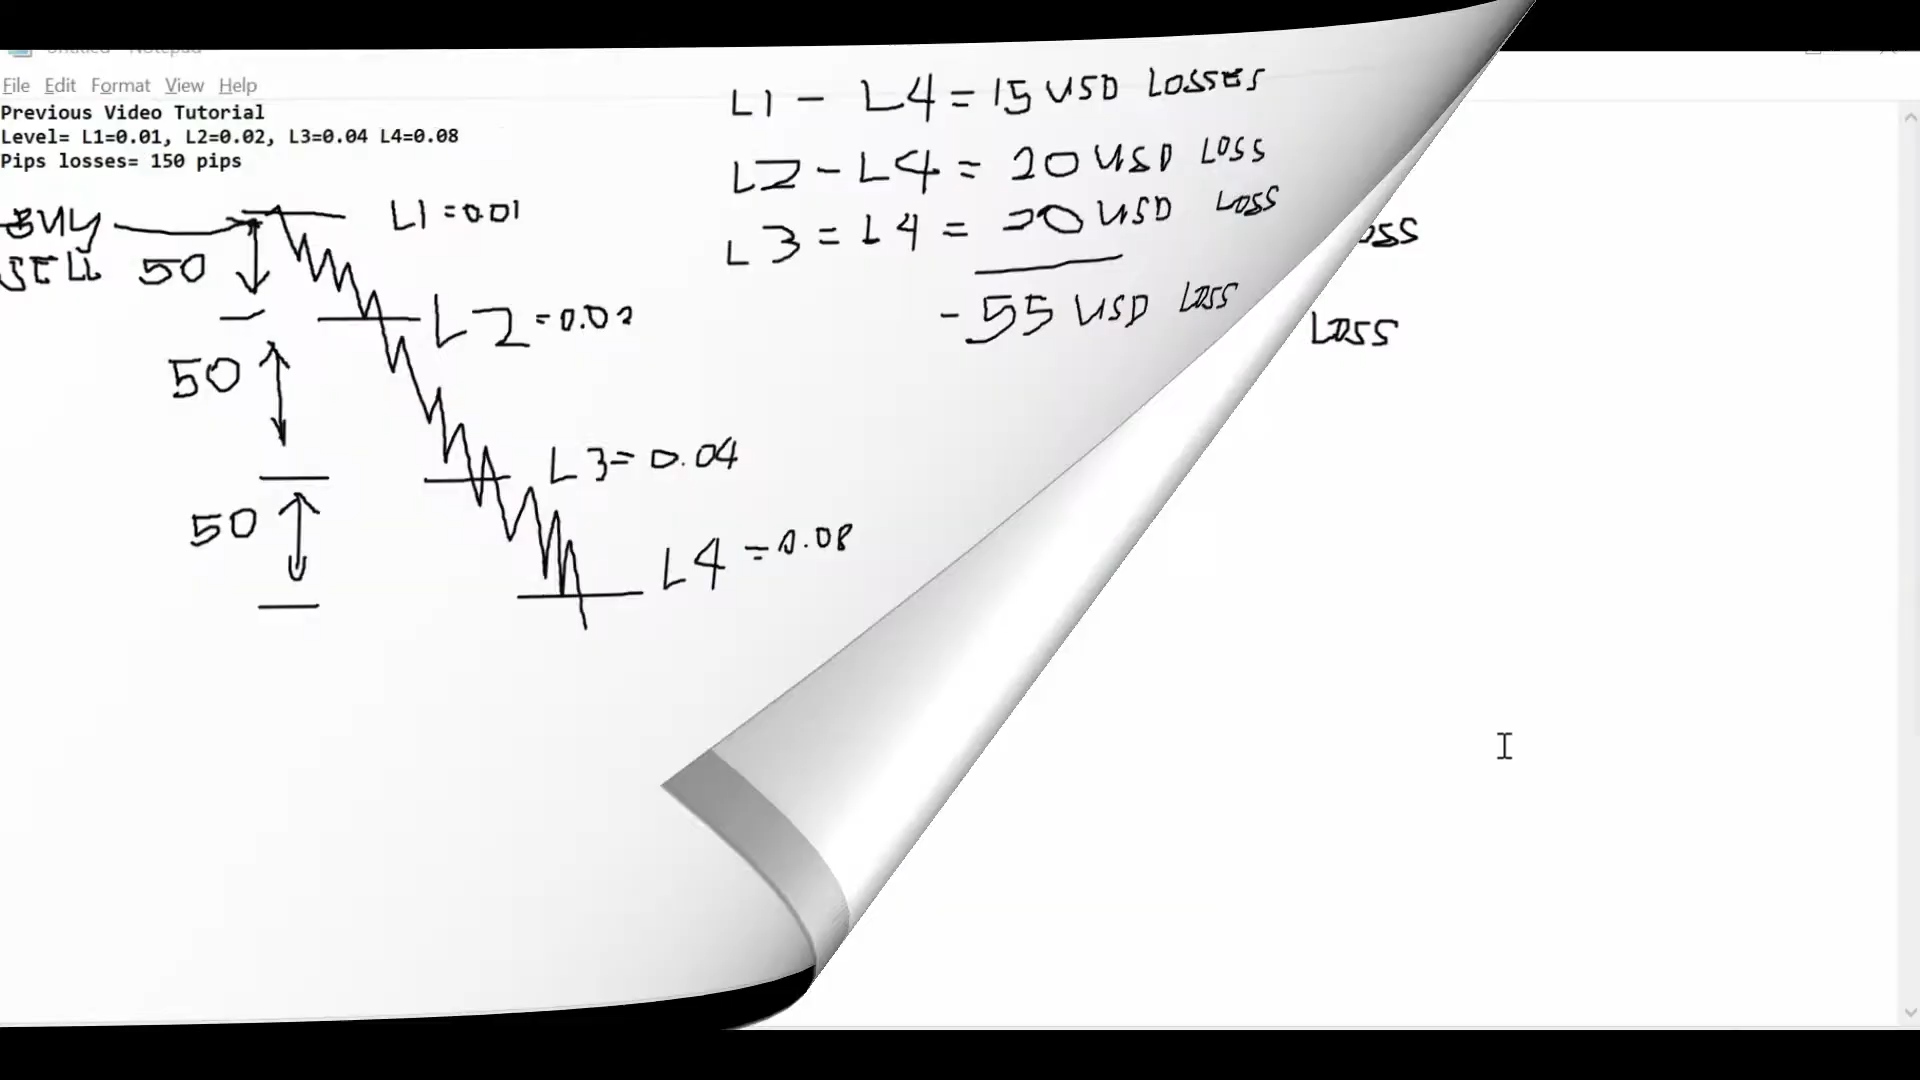 Untitled - Notepad
File Edit Format View Help
Previous Video Tutorial
Level= L1=0.01, L2=0.02, L3=0.04 L4=0.08
Pips losses= 150 pips
L1 - L4 = 15 USD LOSSES
L2 - L4 = 20 USD LOSS
L3 = L4 = 20 USD LOSS
- 55 USD LOSS
LOSS
BUY
SELL
50
L1 = 0.01
L2 = 0.02
50
L3 = 0.04
50
L4 = 0.08